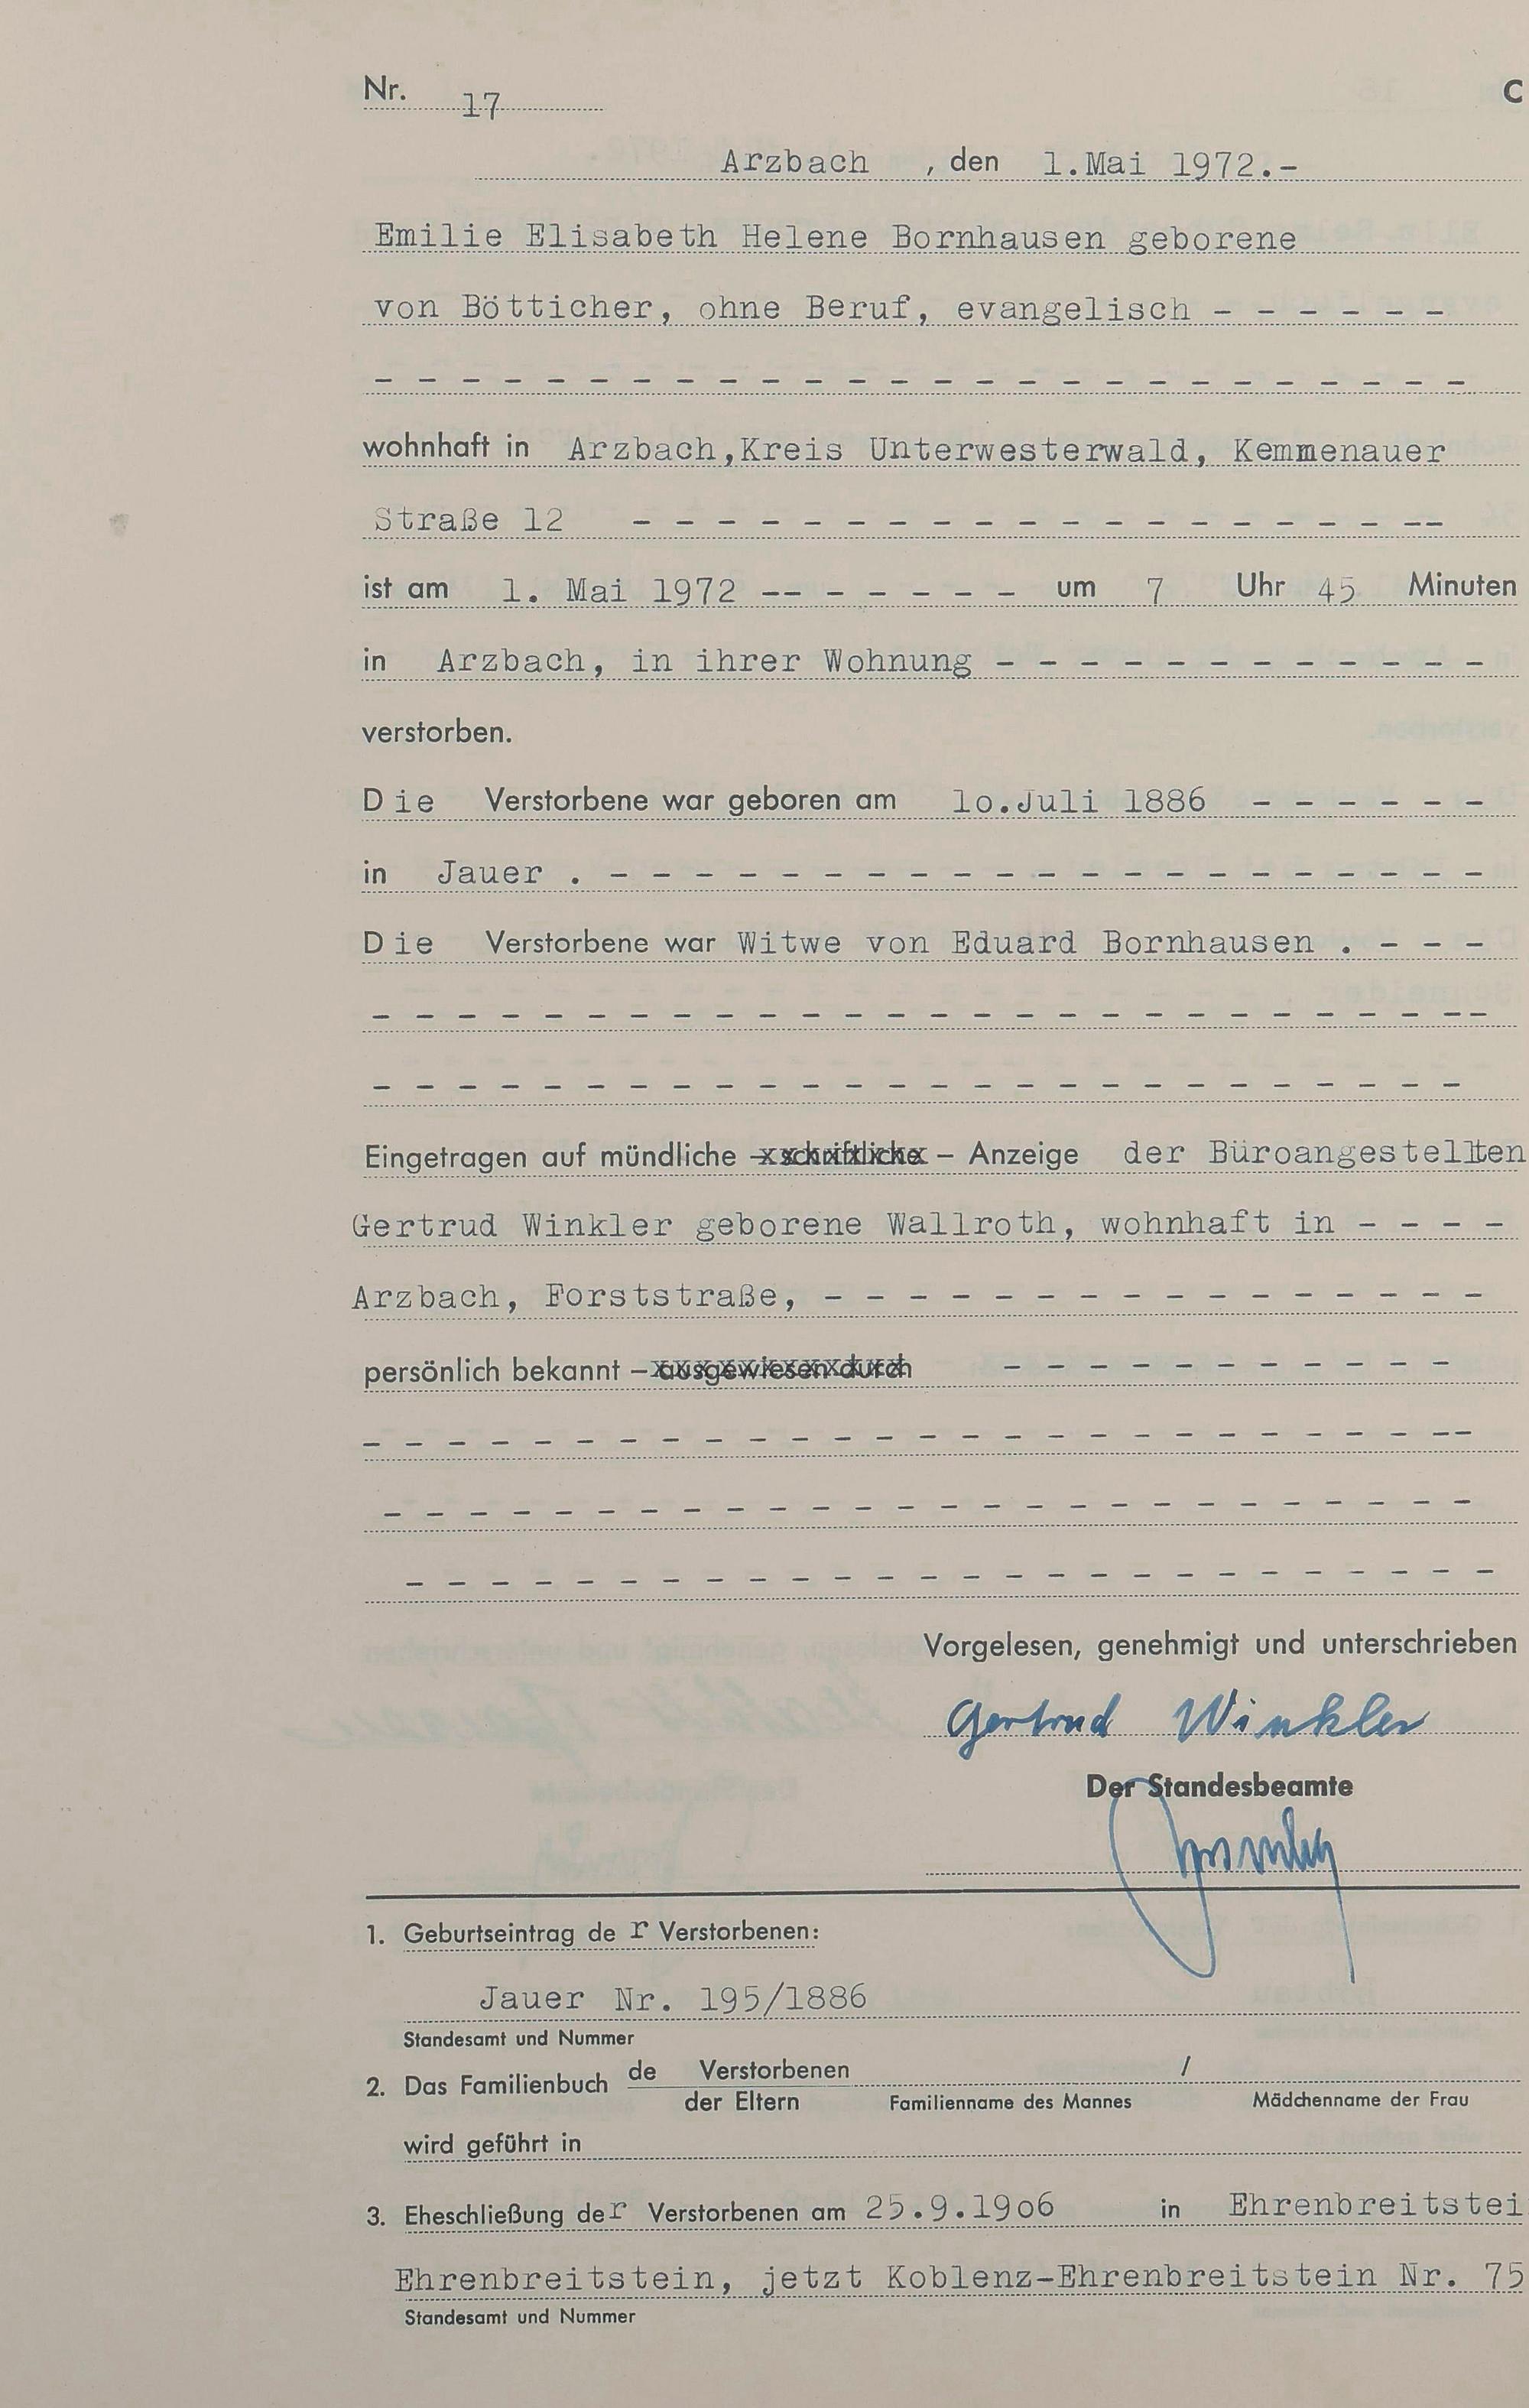 Nr. 17 C
Arzbach , den 1.Mai 1972.-
Emilie Elisabeth Helene Bornhausen geborene
von Bötticher, ohne Beruf, evangelisch - - - - - -
- - - - - - - - - - - - - - - - - - - - - - - - - -
wohnhaft in Arzbach,Kreis Unterwesterwald, Kemmenauer
Straße 12 - - - - - - - - - - - - - - - - - - --
ist am 1. Mai 1972 -- - - - - - um 7 Uhr 45 Minuten
in Arzbach, in ihrer Wohnung - - - - - - - - - - - -
verstorben.
Die Verstorbene war geboren am 1o.Juli 1886 - - - - - -
in Jauer . - - - - - - - - - - - - - - - - - - - - -
Die Verstorbene war Witwe von Eduard Bornhausen . - - -
- - - - - - - - - - - - - - - - - - - - - - - - - --
- - - - - - - - - - - - - - - - - - - - - - - - - -
Eingetragen auf mündliche – schriftliche – Anzeige der Büroangestellten
Gertrud Winkler geborene Wallroth, wohnhaft in - - - -
Arzbach, Forststraße, - - - - - - - - - - - - - - - -
persönlich bekannt – ausgewiesen durch - - - - - - - - - - -
- - - - - - - - - - - - - - - - - - - - - - - - - --
- - - - - - - - - - - - - - - - - - - - - - - - - -
- - - - - - - - - - - - - - - - - - - - - - - - - -
Vorgelesen, genehmigt und unterschrieben
Gertrud Winkler
Der Standesbeamte
1. Geburtseintrag de r Verstorbenen:
Jauer Nr. 195/1886
Standesamt und Nummer
2. Das Familienbuch de Verstorbenen /
der Eltern Familienname des Mannes Mädchenname der Frau
wird geführt in
3. Eheschließung der Verstorbenen am 25.9.19o6 in Ehrenbreitstei
Ehrenbreitstein, jetzt Koblenz-Ehrenbreitstein Nr. 75
Standesamt und Nummer